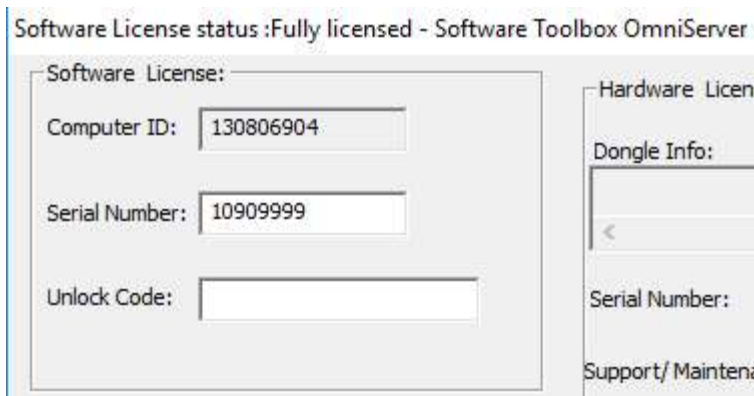 Software License status :Fully licensed - Software Toolbox OmniServer
Software License:
Computer ID: 130806904
Serial Number: 10909999
Unlock Code:
Hardware Licen
Dongle Info:
Serial Number:
Support/ Maintena